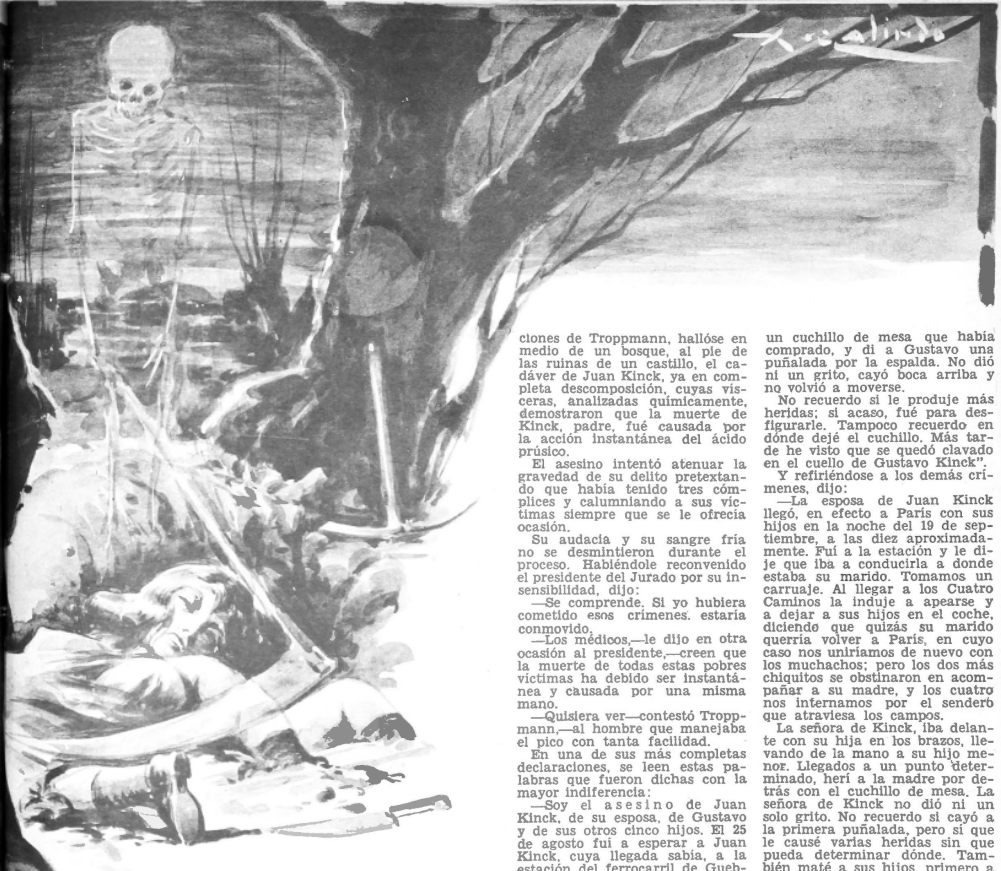 ciones de Troppmann, hallóse en
medio de un bosque, al pie de
las ruinas de un castillo, el ca-
dáver de Juan Kinck, ya en com-
pleta descomposición, cuyas vís-
ceras, analizadas químicamente,
demostraron que la muerte de
Kinck, padre, fué causada por
la acción instantánea del ácido
prúsico.
El asesino intentó atenuar la
gravedad de su delito pretextan-
do que había tenido tres cóm-
plices y calumniando a sus víc-
timas siempre que se le ofrecía
ocasión.
Su audacia y su sangre fría
no se desmintieron durante el
proceso. Habiéndole reconvenido
el presidente del Jurado por su in-
sensibilidad, dijo:
—Se comprende. Si yo hubiera
cometido esos crímenes. estaría
conmovido,
—Los médicos,—le dijo en otra
ocasión al presidente,—creen que
la muerte de todas estas pobres
víctimas ha debido ser instantá-
nea y causada por una misma
mano.
—Quisiera ver—contestó Tropp-
mann,—al hombre que manejaba
el pico con tanta facilidad.
En una de sus más completas
declaraciones, se leen estas pa-
labras que fueron dichas con la
mayor indiferencia:
—Soy el asesino de Juan
Kinck, de su esposa, de Gustavo
y de sus otros cinco hijos. El 25
de agosto fuí a esperar a Juan
Kinck, cuya llegada sabía, a la
estación del ferrocarril de Gueb-
un cuchillo de mesa que había
comprado, y di a Gustavo una
puñalada por la espalda. No dió
ni un grito, cayó boca arriba y
no volvió a moverse.
No recuerdo si le produje más
heridas; si acaso, fué para des-
figurarle. Tampoco recuerdo en
dónde dejé el cuchillo. Más tar-
de he visto que se quedó clavado
en el cuello de Gustavo Kinck".
Y refiriéndose a los demás crí-
menes, dijo:
—La esposa de Juan Kinck
llegó, en efecto a París con sus
hijos en la noche del 19 de sep-
tiembre, a las diez aproximada-
mente. Fuí a la estación y le di-
je que iba a conducirla a donde
estaba su marido. Tomamos un
carruaje. Al llegar a los Cuatro
Caminos la induje a apearse y
a dejar a sus hijos en el coche,
diciendo que quizás su marido
querría volver a París, en cuyo
caso nos uniríamos de nuevo con
los muchachos; pero los dos más
chiquitos se obstinaron en acom-
pañar a su madre, y los cuatro
nos internamos por el sendero
que atraviesa los campos.
La señora de Kinck, iba delan-
te con su hija en los brazos, lle-
vando de la mano a su hijo me-
nor. Llegados a un punto deter-
minado, herí a la madre por de-
trás con el cuchillo de mesa. La
señora de Kinck no dió ni un
solo grito. No recuerdo si cayó a
la primera puñalada, pero sí que
le causé varias heridas sin que
pueda determinar dónde. Tam-
bién maté a sus hijos, primero a